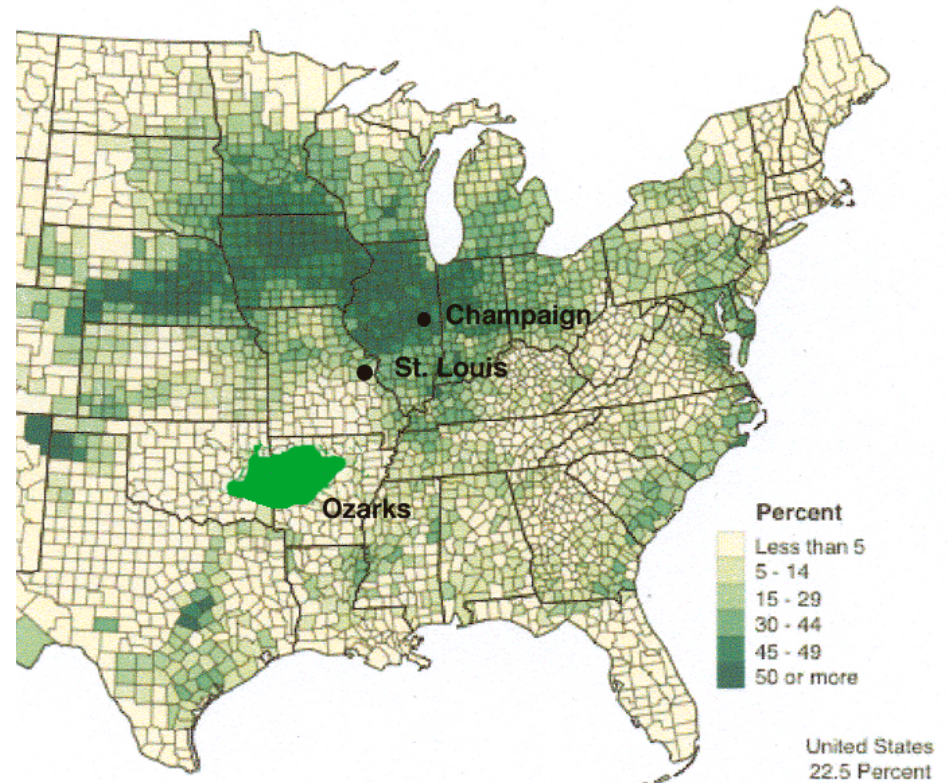 Champaign
St. Louis
Ozarks
Percent
Less than 5
5 - 14
15 - 29
30 - 44
45 - 49
50 or more
United States
22.5 Percent